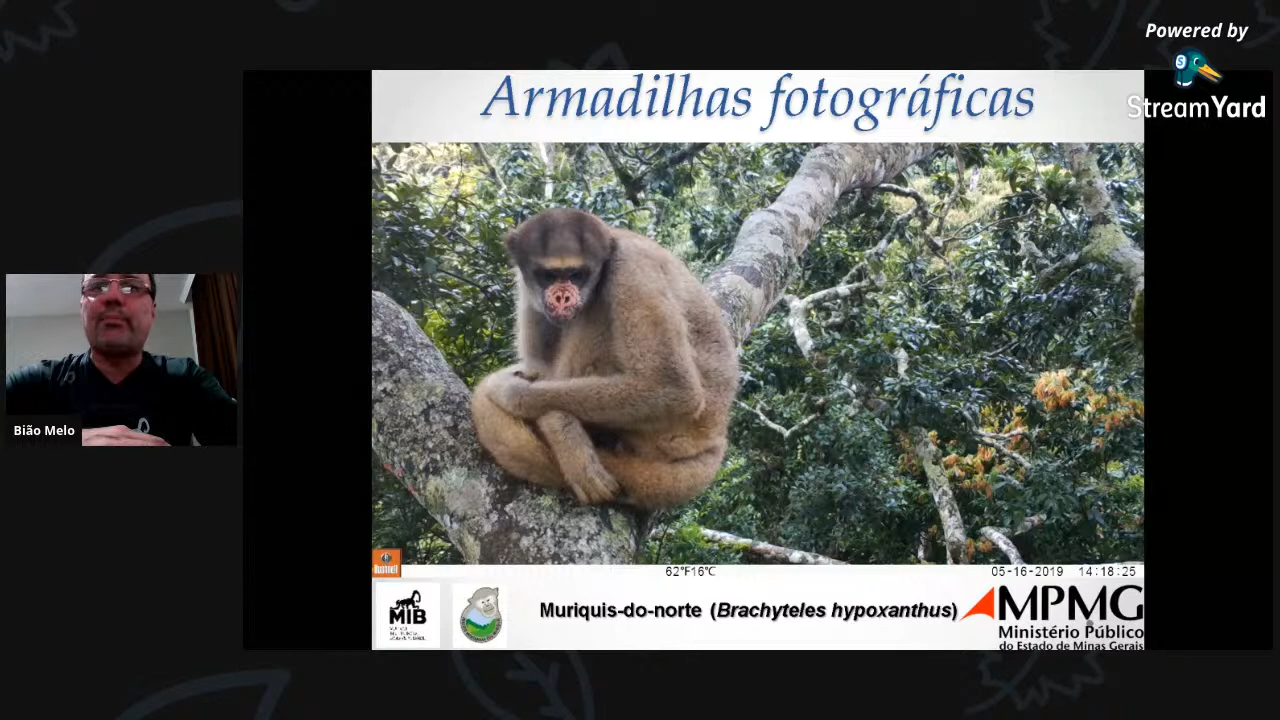 Powered by
StreamYard
Armadilhas fotográficas
Bião Melo
Bushnell
62°F16°C
05-16-2019 14:18:25
MIB
Muriquis-do-norte (Brachyteles hypoxanthus)
MPMG
Ministério Público
do Estado de Minas Gerais